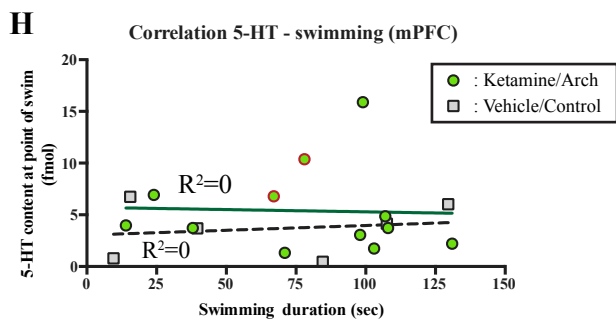 H
Correlation 5-HT - swimming (mPFC)
: Ketamine/Arch
: Vehicle/Control
5-HT content at point of swim
(fmol)
20
15
10
5
0
R²=0
R²=0
0 25 50 75 100 125 150
Swimming duration (sec)